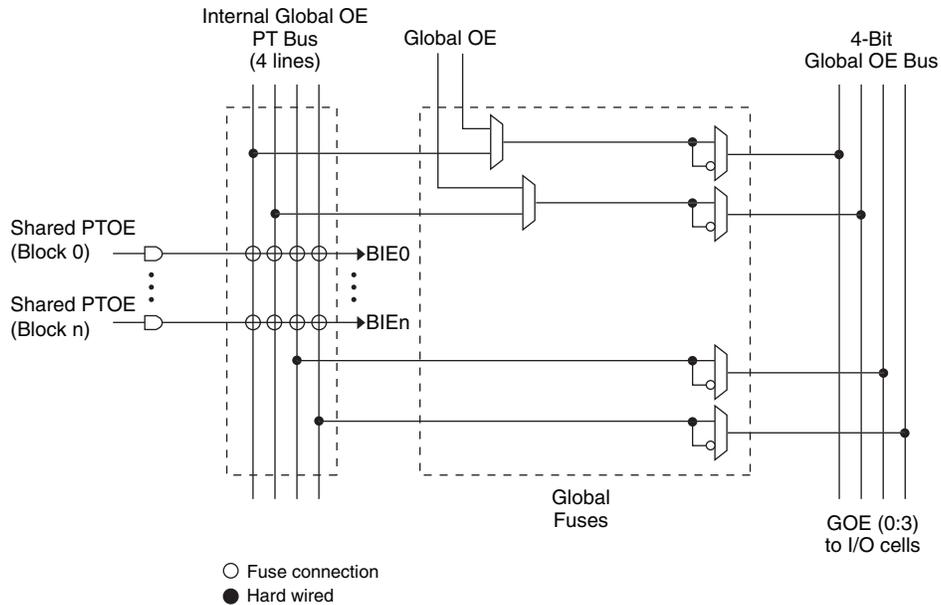 Internal Global OE
PT Bus
(4 lines)
Global OE
4-Bit
Global OE Bus
Shared PTOE
(Block 0)
BIE0
Shared PTOE
(Block n)
BIEn
Global
Fuses
GOE (0:3)
to I/O cells
Fuse connection
Hard wired